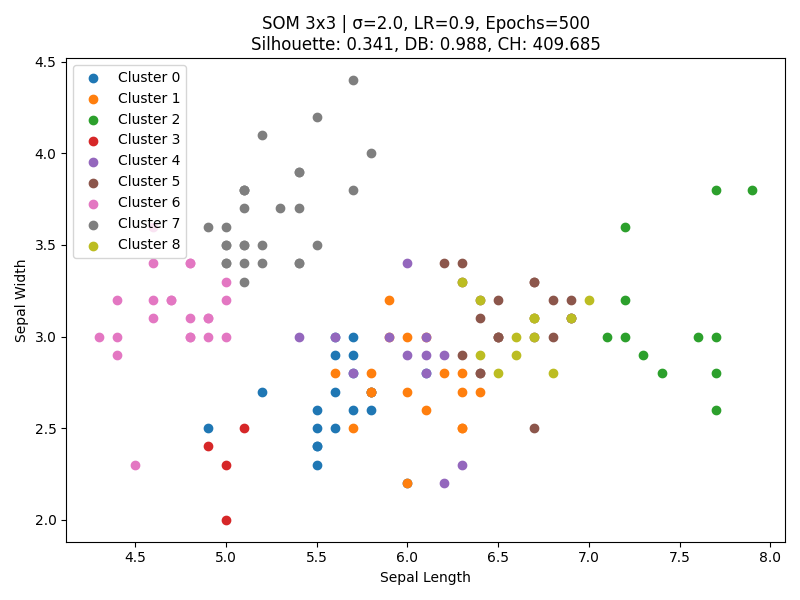 SOM 3x3 | σ=2.0, LR=0.9, Epochs=500
Silhouette: 0.341, DB: 0.988, CH: 409.685
Cluster 0
Cluster 1
Cluster 2
Cluster 3
Cluster 4
Cluster 5
Cluster 6
Cluster 7
Cluster 8
4.5
4.0
3.5
3.0
2.5
2.0
Sepal Width
4.5 5.0 5.5 6.0 6.5 7.0 7.5 8.0
Sepal Length